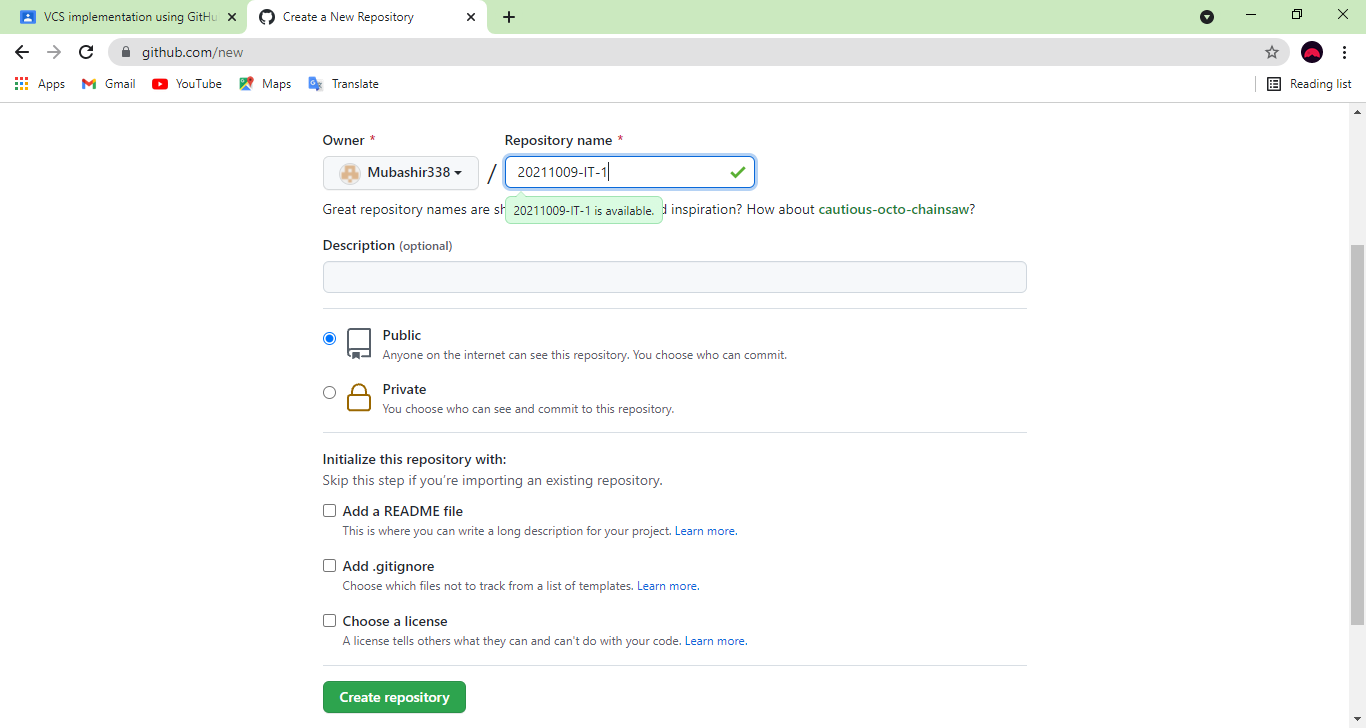 VCS implementation using GitHu
Create a New Repository
github.com/new
Apps Gmail YouTube Maps Translate Reading list
Owner * Repository name *
Mubashir338 / 20211009-IT-1
Great repository names are sh d inspiration? How about cautious-octo-chainsaw?
20211009-IT-1 is available.
Description (optional)
Public
Anyone on the internet can see this repository. You choose who can commit.
Private
You choose who can see and commit to this repository.
Initialize this repository with:
Skip this step if you're importing an existing repository.
Add a README file
This is where you can write a long description for your project. Learn more.
Add .gitignore
Choose which files not to track from a list of templates. Learn more.
Choose a license
A license tells others what they can and can't do with your code. Learn more.
Create repository